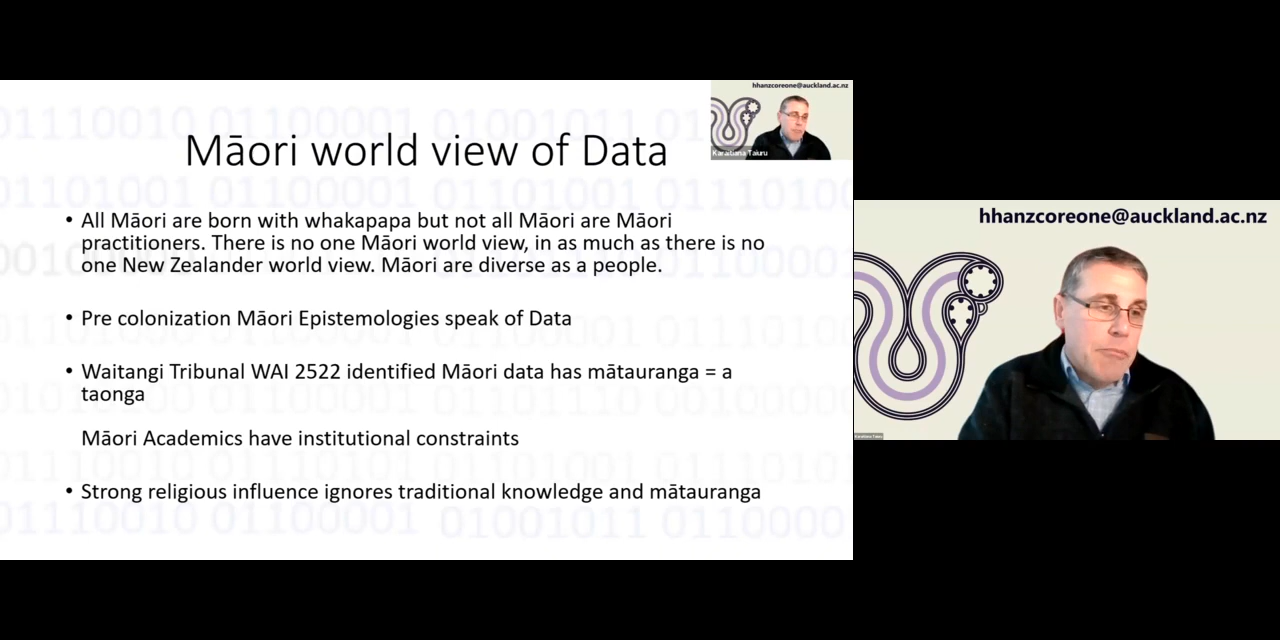 hhanzcoreone@auckland.ac.nz
Māori world view of Data
Karaitiana Taiuru
• All Māori are born with whakapapa but not all Māori are Māori
practitioners. There is no one Māori world view, in as much as there is no
one New Zealander world view. Māori are diverse as a people.
• Pre colonization Māori Epistemologies speak of Data
• Waitangi Tribunal WAI 2522 identified Māori data has mātauranga = a
taonga
Māori Academics have institutional constraints
• Strong religious influence ignores traditional knowledge and mātauranga
hhanzcoreone@auckland.ac.nz
Karaitiana Taiuru